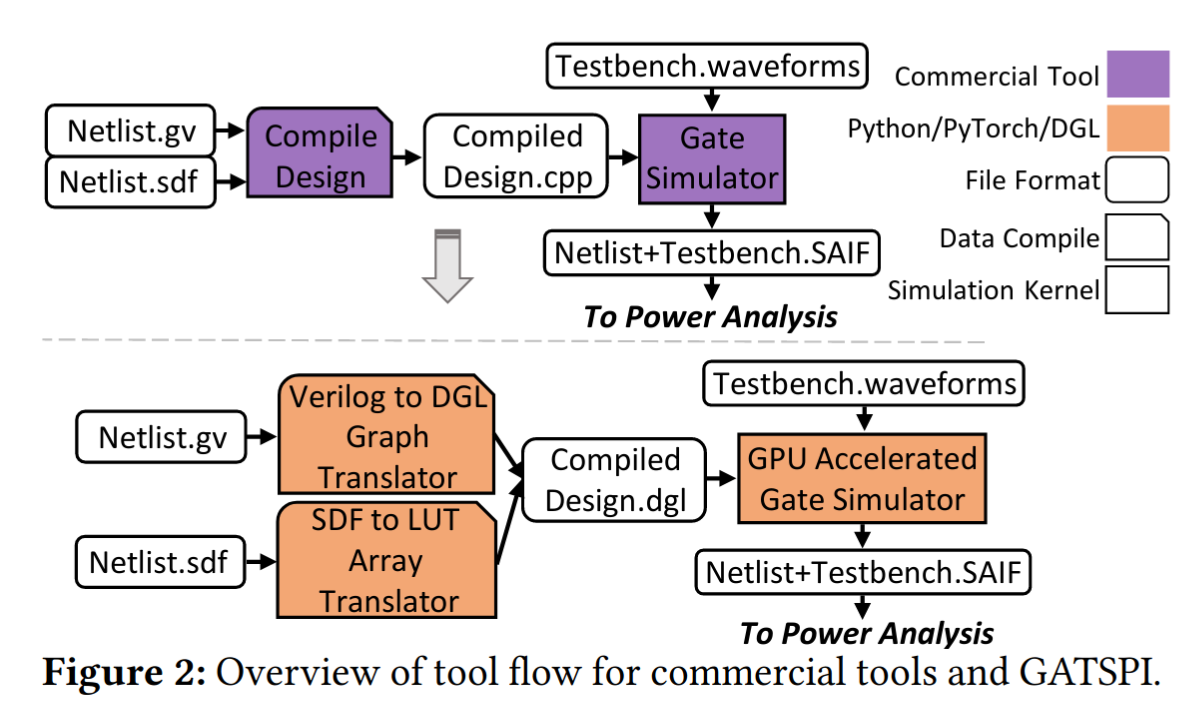 Testbench.waveforms
Netlist.gv
Netlist.sdf
Compile
Design
Compiled
Design.cpp
Gate
Simulator
Netlist+Testbench.SAIF
To Power Analysis
Commercial Tool
Python/PyTorch/DGL
File Format
Data Compile
Simulation Kernel
Testbench.waveforms
Netlist.gv
Verilog to DGL
Graph
Translator
Netlist.sdf
SDF to LUT
Array
Translator
Compiled
Design.dgl
GPU Accelerated
Gate Simulator
Netlist+Testbench.SAIF
To Power Analysis
Figure 2: Overview of tool flow for commercial tools and GATSPI.